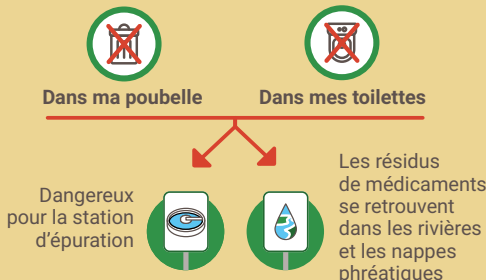 Dans ma poubelle
Dans mes toilettes
Dangereux
pour la station
d'épuration
Les résidus
de médicaments
se retrouvent
dans les rivières
et les nappes
phréatiques